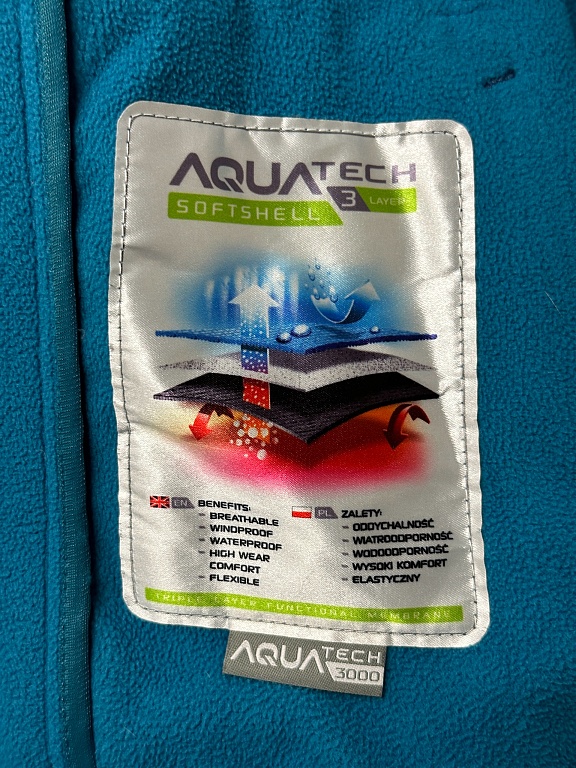 AQUATECH
SOFTSHELL 3 LAYER
EN BENEFITS:
- BREATHABLE
- WINDPROOF
- WATERPROOF
- HIGH WEAR
COMFORT
- FLEXIBLE
PL ZALETY:
- ODDYCHALNOŚĆ
- WIATROODPORNOŚĆ
- WODOODPORNOŚĆ
- WYSOKI KOMFORT
- ELASTYCZNY
TRIPLE LAYER FUNCTIONAL MEMBRANE
AQUATECH
3000